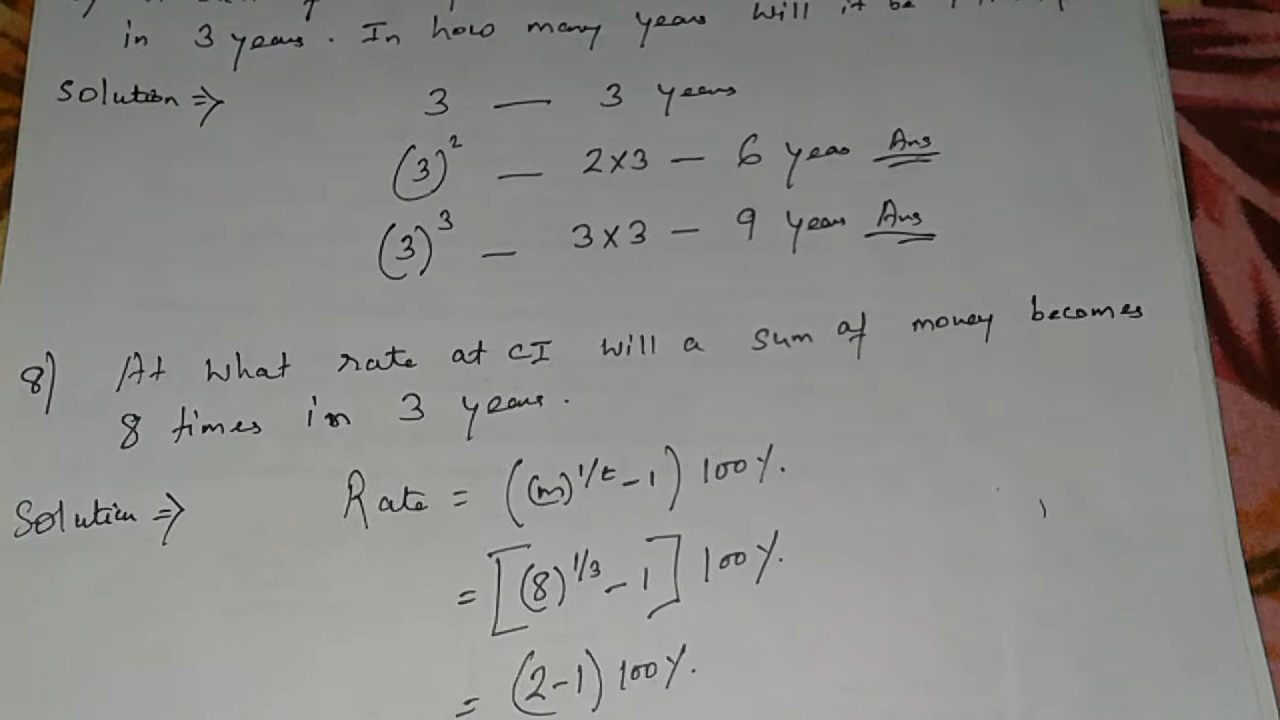 in 3 years. In how many years will it be
Solution ⇒ 3 — 3 years
(3)² — 2×3 — 6 years Ans
(3)³ — 3×3 — 9 years Ans
8) At what rate at CI will a sum of money becomes
8 times in 3 years.
Solution ⇒ Rate = ((m)^1/t - 1) 100%.
= [(8)^1/3 - 1] 100%.
= (2-1) 100%.